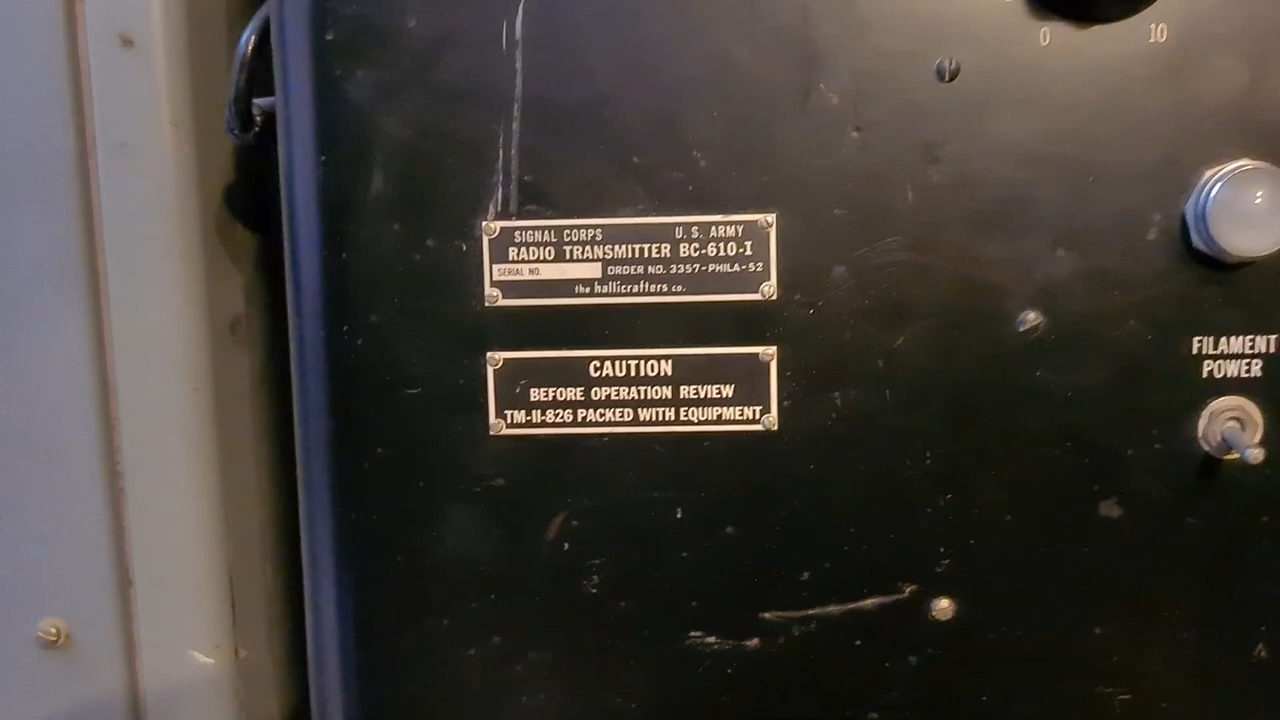 0 10
SIGNAL CORPS U. S. ARMY
RADIO TRANSMITTER BC-610-I
SERIAL NO. ORDER NO. 3357-PHILA-52
the hallicrafters co.
CAUTION
BEFORE OPERATION REVIEW
TM-11-826 PACKED WITH EQUIPMENT
FILAMENT
POWER